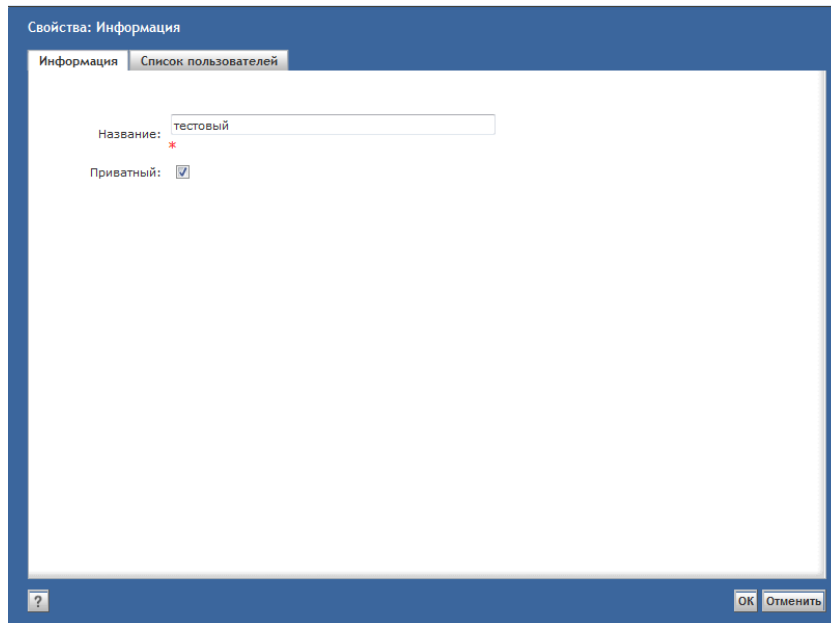 Свойства: Информация
Информация Список пользователей
Название: тестовый
*
Приватный:
? OK Отменить